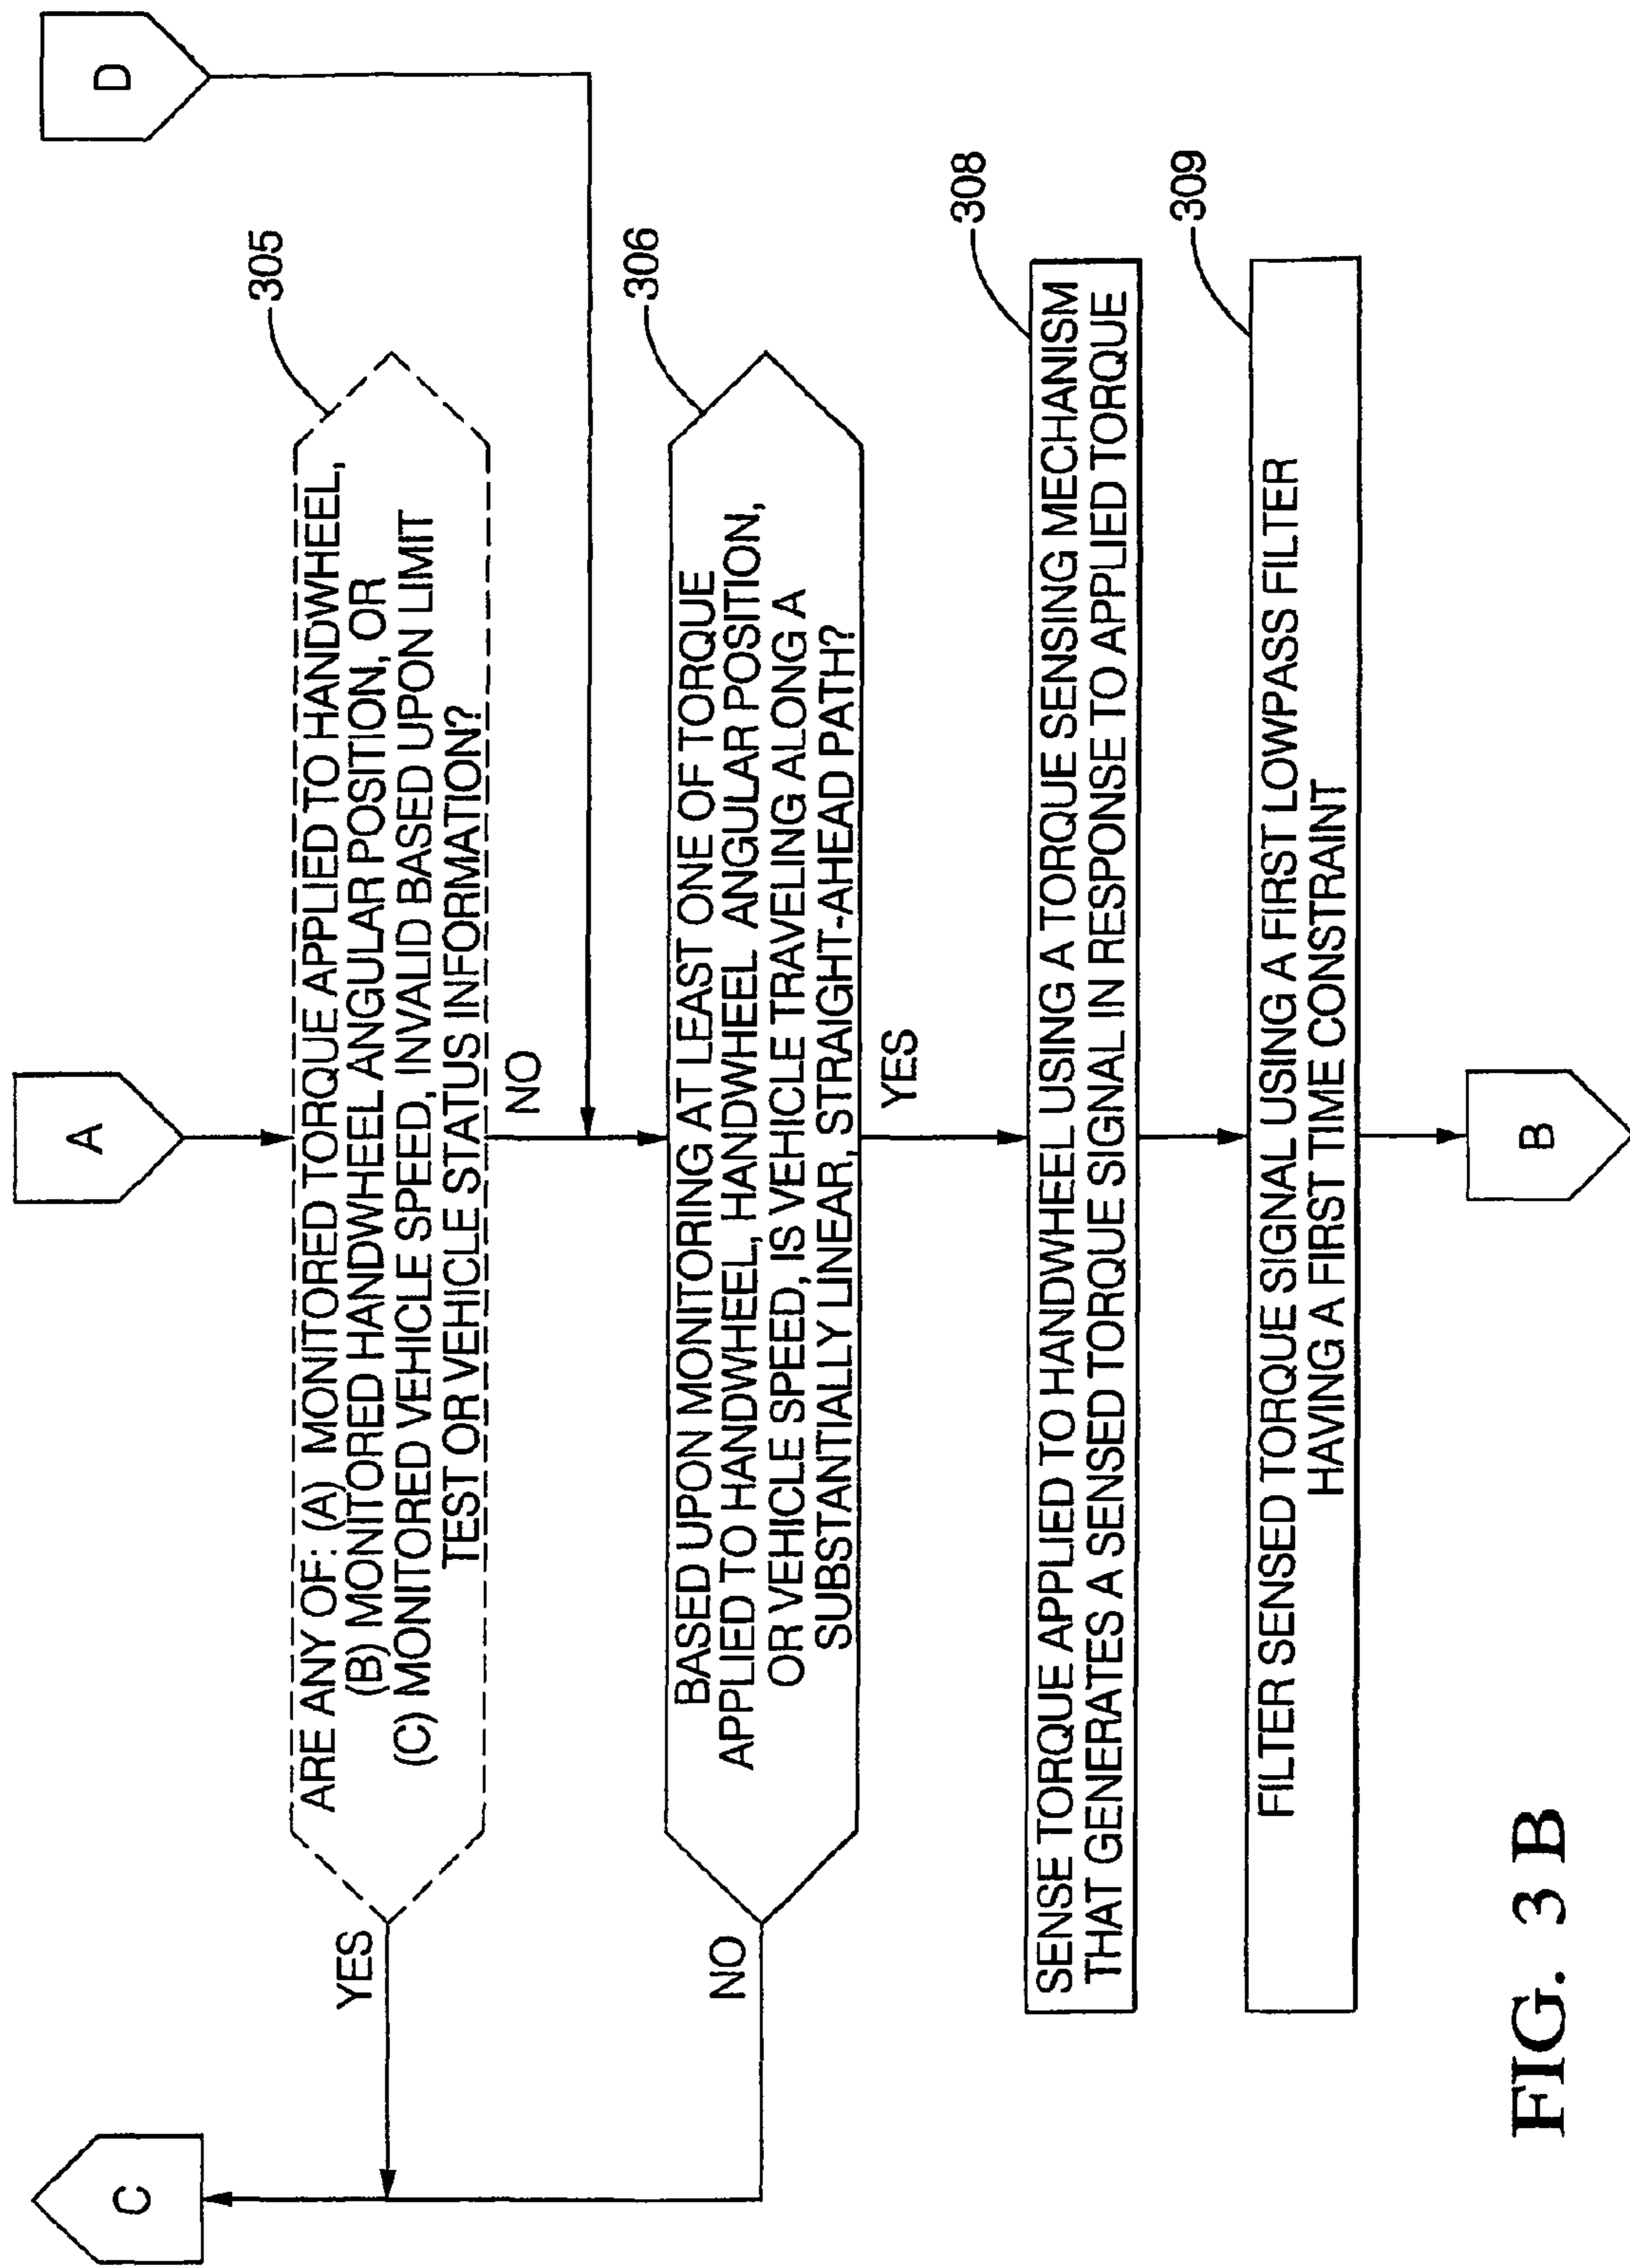 C
A
D
305
ARE ANY OF: (A) MONITORED TORQUE APPLIED TO HANDWHEEL,
(B) MONITORED HANDWHEEL ANGULAR POSITION, OR
(C) MONITORED VEHICLE SPEED, INVALID BASED UPON LIMIT
TEST OR VEHICLE STATUS INFORMATION?
YES
NO
306
BASED UPON MONITORING AT LEAST ONE OF TORQUE
APPLIED TO HANDWHEEL, HANDWHEEL ANGULAR POSITION,
OR VEHICLE SPEED, IS VEHICLE TRAVELING ALONG A
SUBSTANTIALLY LINEAR, STRAIGHT-AHEAD PATH?
NO
YES
308
SENSE TORQUE APPLIED TO HANDWHEEL USING A TORQUE SENSING MECHANISM
THAT GENERATES A SENSED TORQUE SIGNAL IN RESPONSE TO APPLIED TORQUE
309
FILTER SENSED TORQUE SIGNAL USING A FIRST LOWPASS FILTER
HAVING A FIRST TIME CONSTRAINT
B
FIG. 3 B